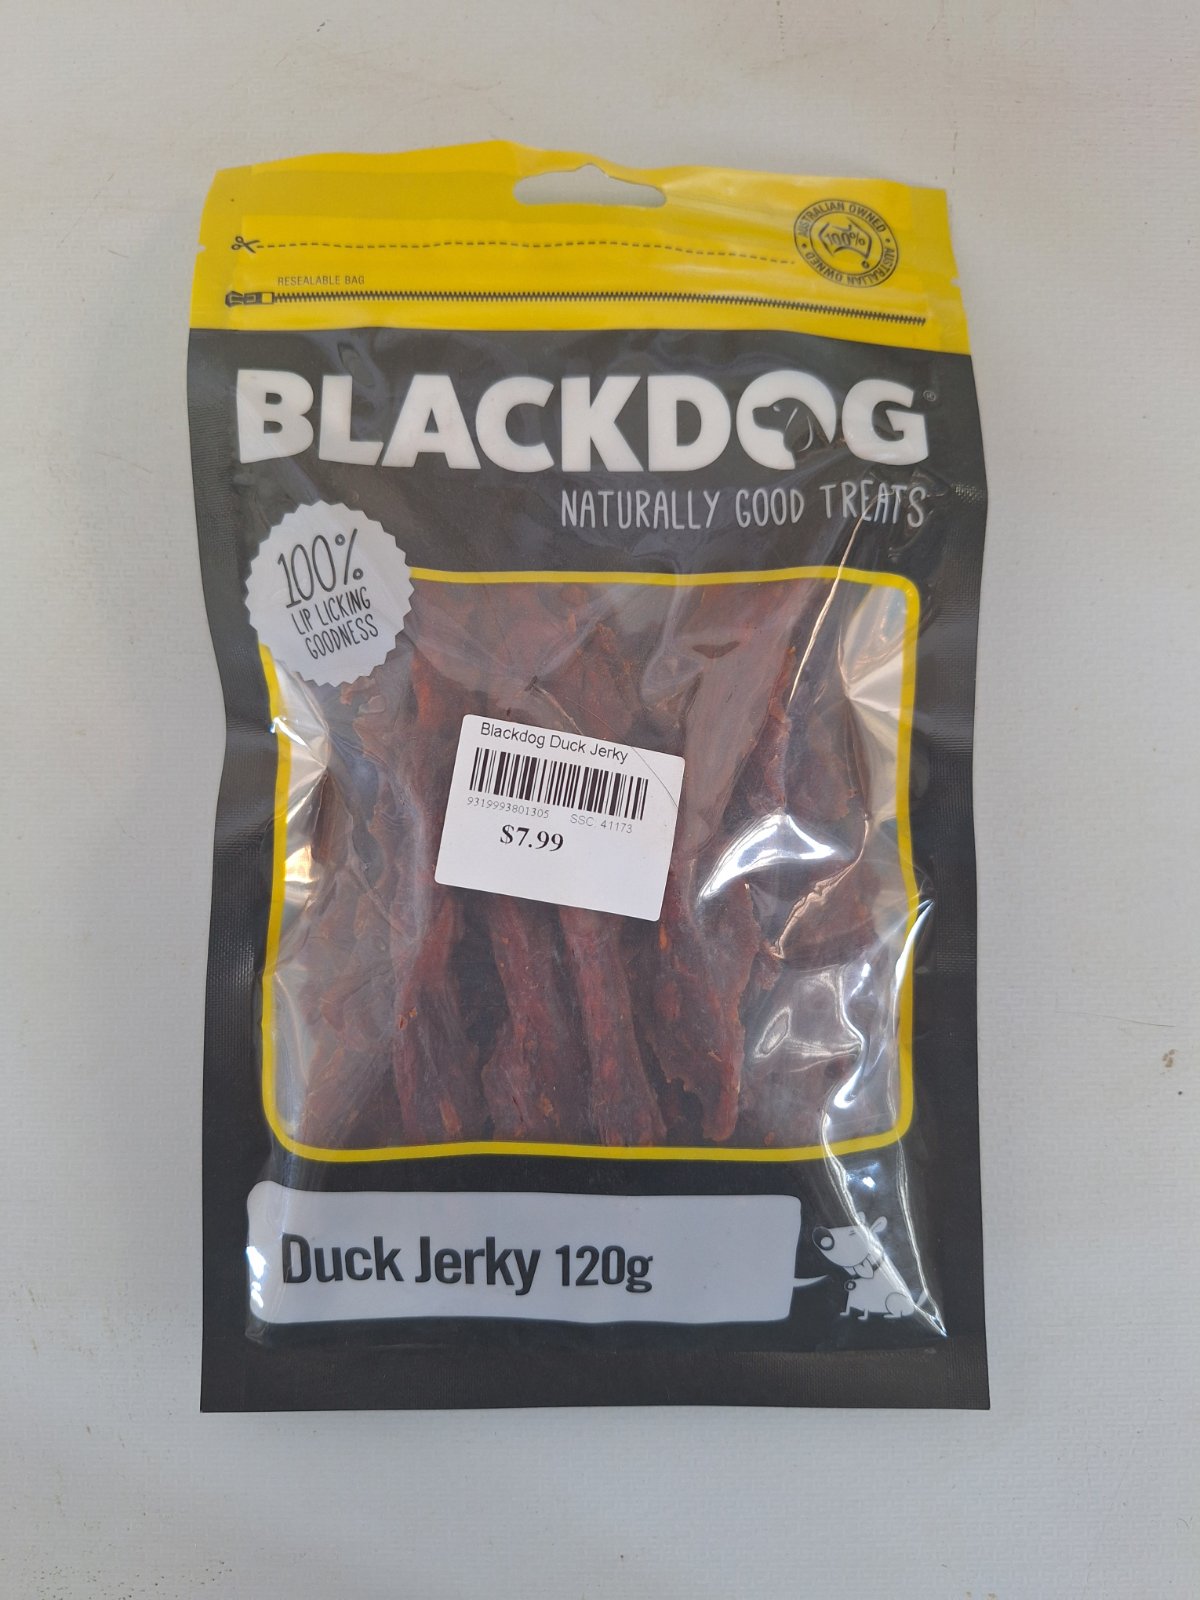 AUSTRALIAN OWNED • AUSTRALIAN OWNED •
100%
RESEALABLE BAG
BLACKDOG®
NATURALLY GOOD TREATS
100%
LIP LICKING
GOODNESS
Blackdog Duck Jerky
9319993801305 SSC 41173
$7.99
Duck Jerky 120g